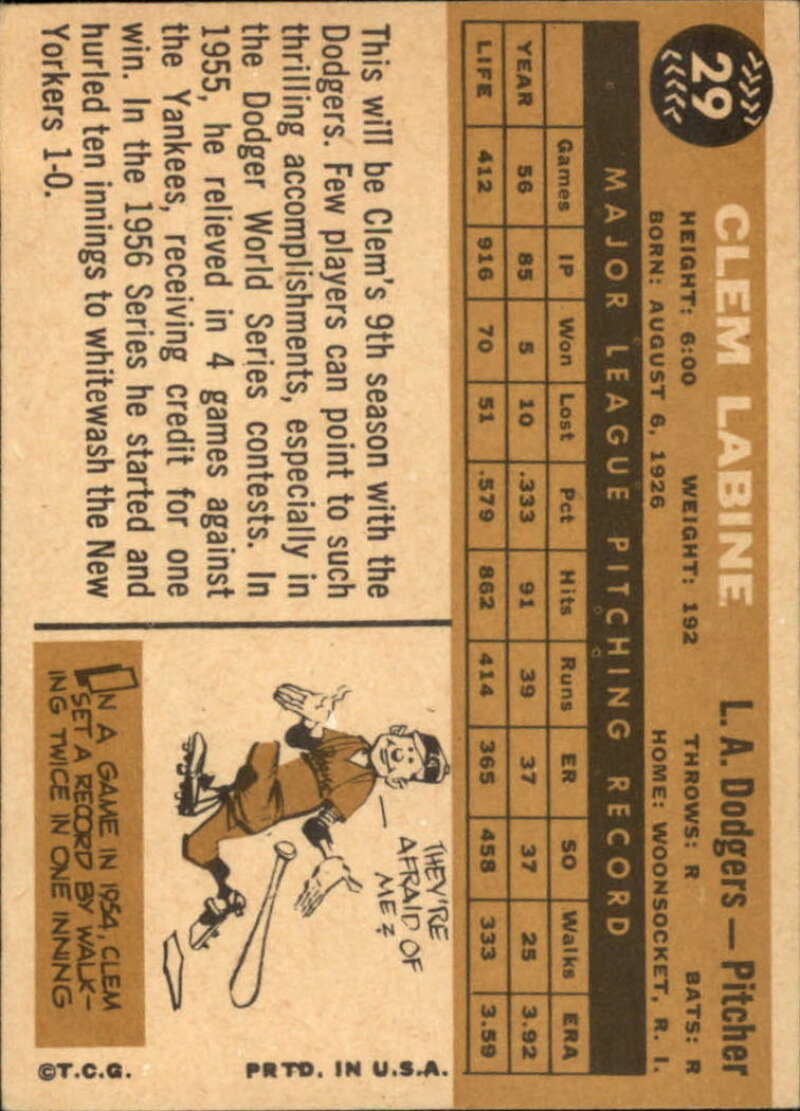 29
CLEM LABINE
L.A. Dodgers — Pitcher
HEIGHT: 6:00 WEIGHT: 192 THROWS: R BATS: R
BORN: AUGUST 6, 1926 HOME: WOONSOCKET, R. I.
MAJOR LEAGUE PITCHING RECORD
Games IP Won Lost Pct Hits Runs ER SO Walks ERA
YEAR 56 85 5 10 .333 91 39 37 37 25 3.92
LIFE 412 916 70 51 .579 862 414 365 458 333 3.59
This will be Clem's 9th season with the
Dodgers. Few players can point to such
thrilling accomplishments, especially in
the Dodger World Series contests. In
1955, he relieved in 4 games against
the Yankees, receiving credit for one
win. In the 1956 Series he started and
hurled ten innings to whitewash the New
Yorkers 1-0.
THEY'RE
AFRAID OF
ME?
IN A GAME IN 1954, CLEM
SET A RECORD BY WALK-
ING TWICE IN ONE INNING
©T.C.G. PRTD. IN U.S.A.